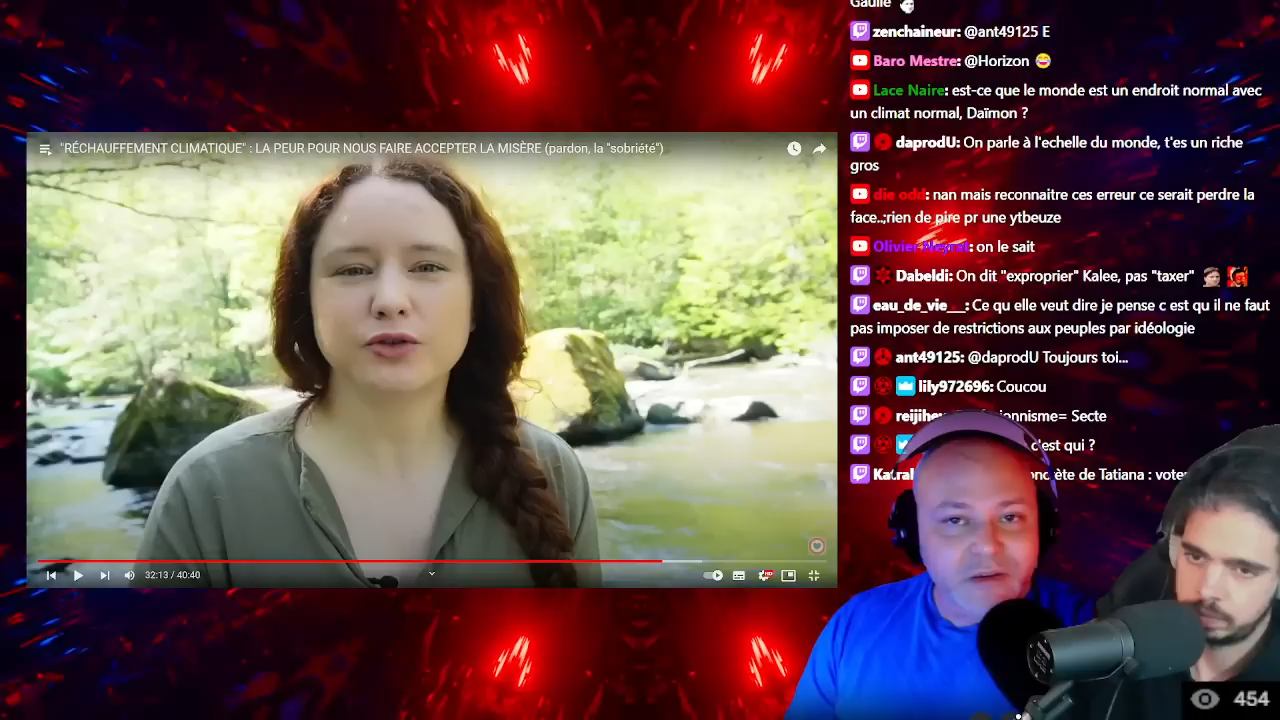 Gaulle
zenchaineur: @ant49125 E
Baro Mestre: @Horizon 😂
Lace Naire: est-ce que le monde est un endroit normal avec
un climat normal, Daïmon ?
daprodU: On parle à l'echelle du monde, t'es un riche
gros
die odd: nan mais reconnaitre ces erreur ce serait perdre la
face..;rien de pire pr une ytbeuze
Olivier: on le sait
Dabeldi: On dit "exproprier" Kalee, pas "taxer"
eau_de_vie__: Ce qu elle veut dire je pense c est qu il ne faut
pas imposer de restrictions aux peuples par idéologie
ant49125: @daprodU Toujours toi...
lily972696: Coucou
= Secte
c'est qui ?
de Tatiana :
"RÉCHAUFFEMENT CLIMATIQUE" : LA PEUR POUR NOUS FAIRE ACCEPTER LA MISÈRE (pardon, la "sobriété")
32:13 / 40:40
HD
454